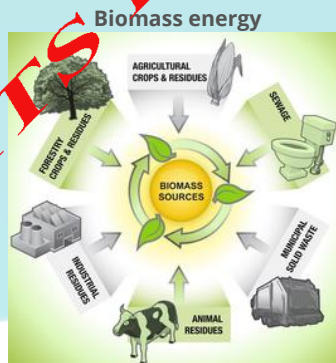 Biomass energy
AGRICULTURAL
CROPS & RESIDUES
SEWAGE
FORESTRY
CROPS & RESIDUES
BIOMASS
SOURCES
MUNICIPAL
SOLID WASTE
INDUSTRIAL
RESIDUES
ANIMAL
RESIDUES